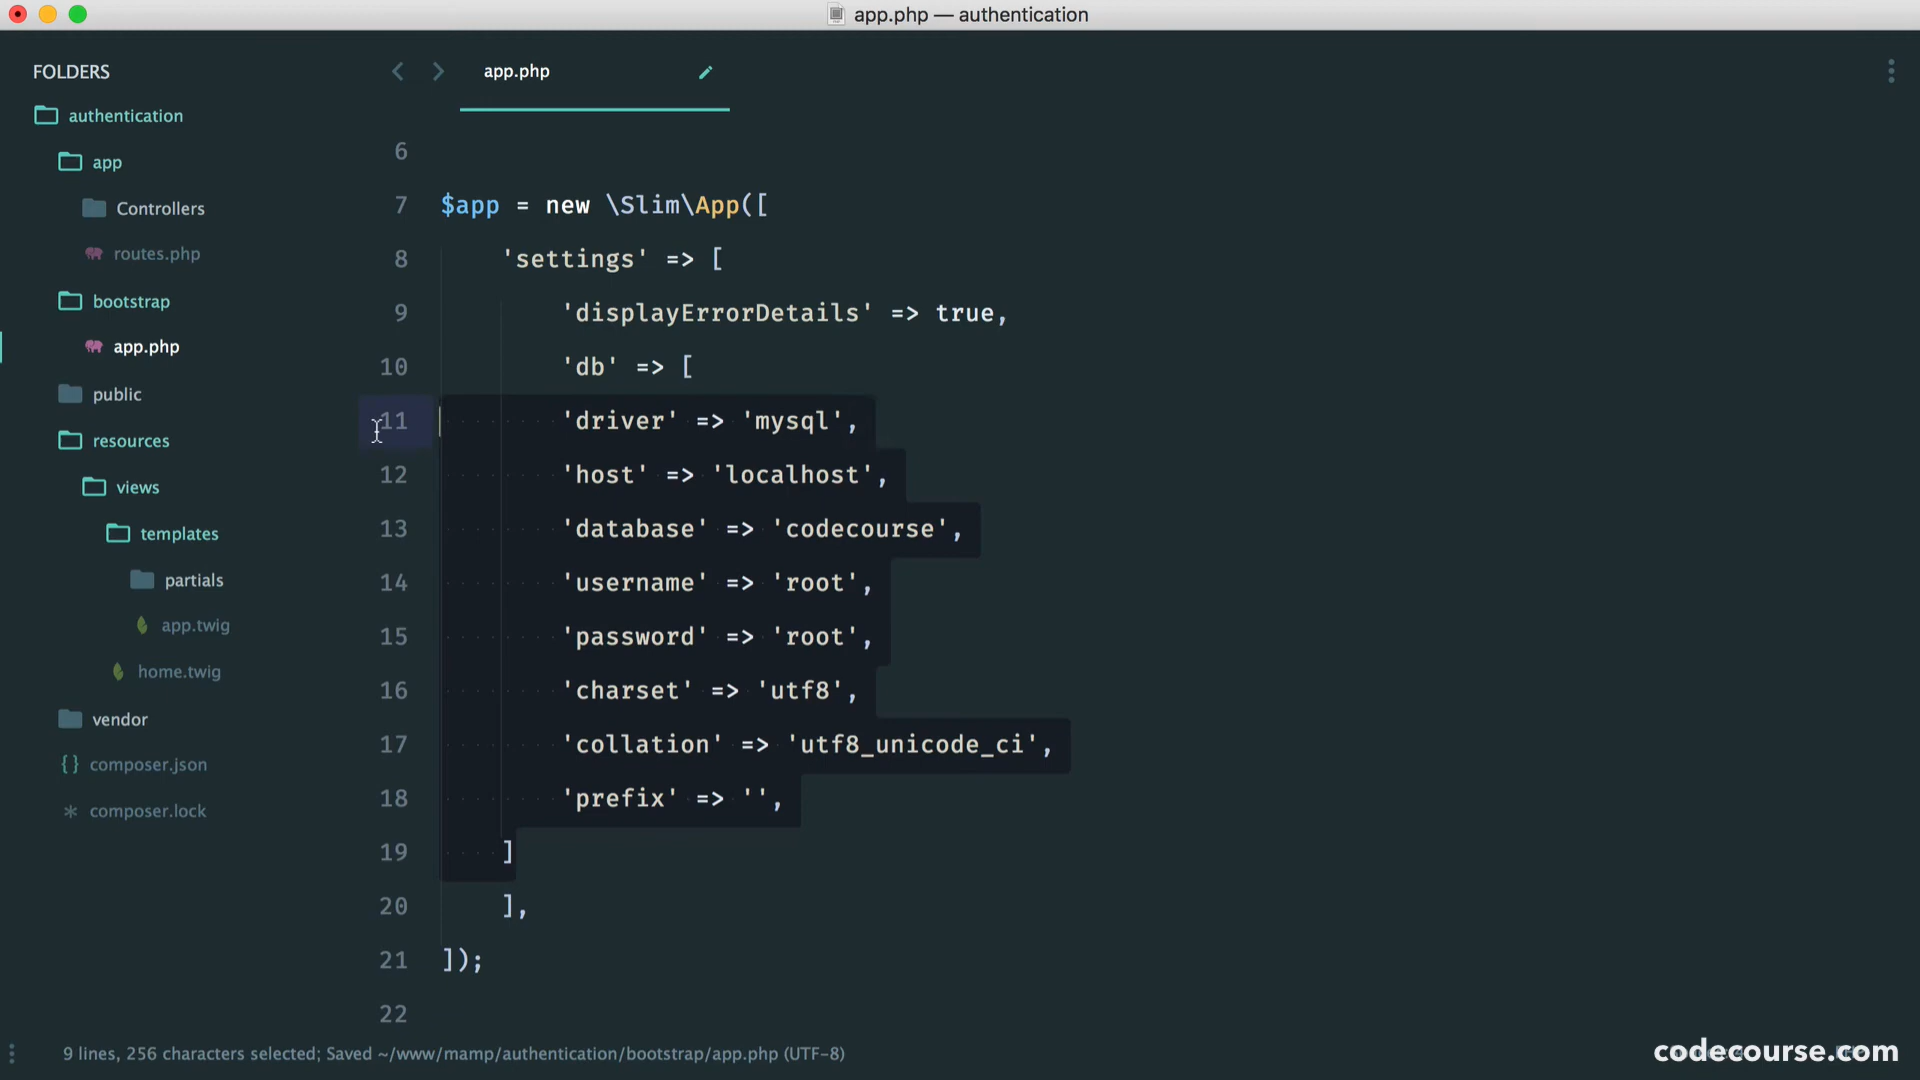 app.php — authentication
FOLDERS
authentication
app
Controllers
routes.php
bootstrap
app.php
public
resources
views
templates
partials
app.twig
home.twig
vendor
{} composer.json
* composer.lock
app.php
6
7 $app = new \Slim\App([
8 'settings' => [
9 'displayErrorDetails' => true,
10 'db' => [
11 'driver' => 'mysql',
12 'host' => 'localhost',
13 'database' => 'codecourse',
14 'username' => 'root',
15 'password' => 'root',
16 'charset' => 'utf8',
17 'collation' => 'utf8_unicode_ci',
18 'prefix' => '',
19 ]
20 ],
21 ]);
22
9 lines, 256 characters selected; Saved ~/www/mamp/authentication/bootstrap/app.php (UTF-8)
codecourse.com